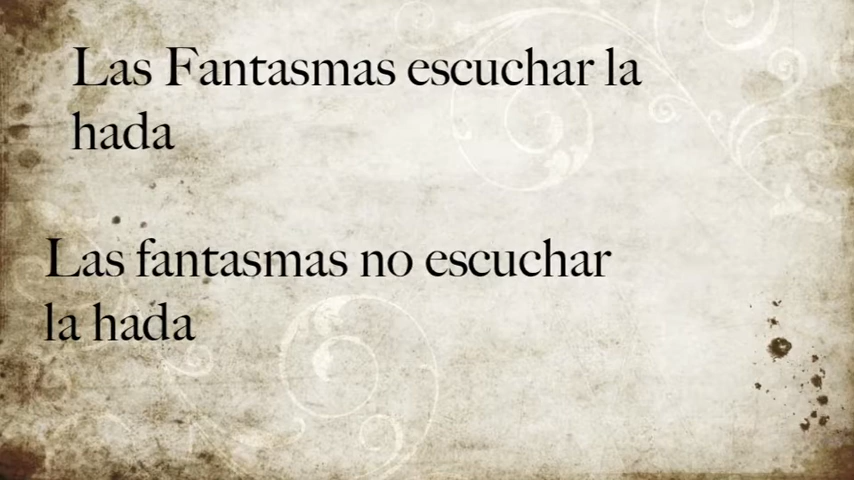 Las Fantasmas escuchar la
hada
Las fantasmas no escuchar
la hada